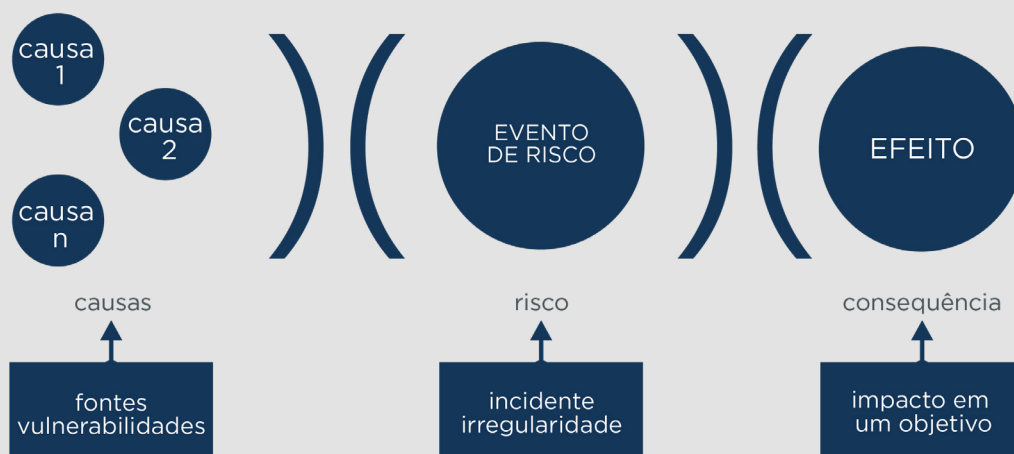 causa
1
causa
2
causa
n
EVENTO
DE RISCO
EFEITO
causas
risco
consequência
fontes
vulnerabilidades
incidente
irregularidade
impacto em
um objetivo